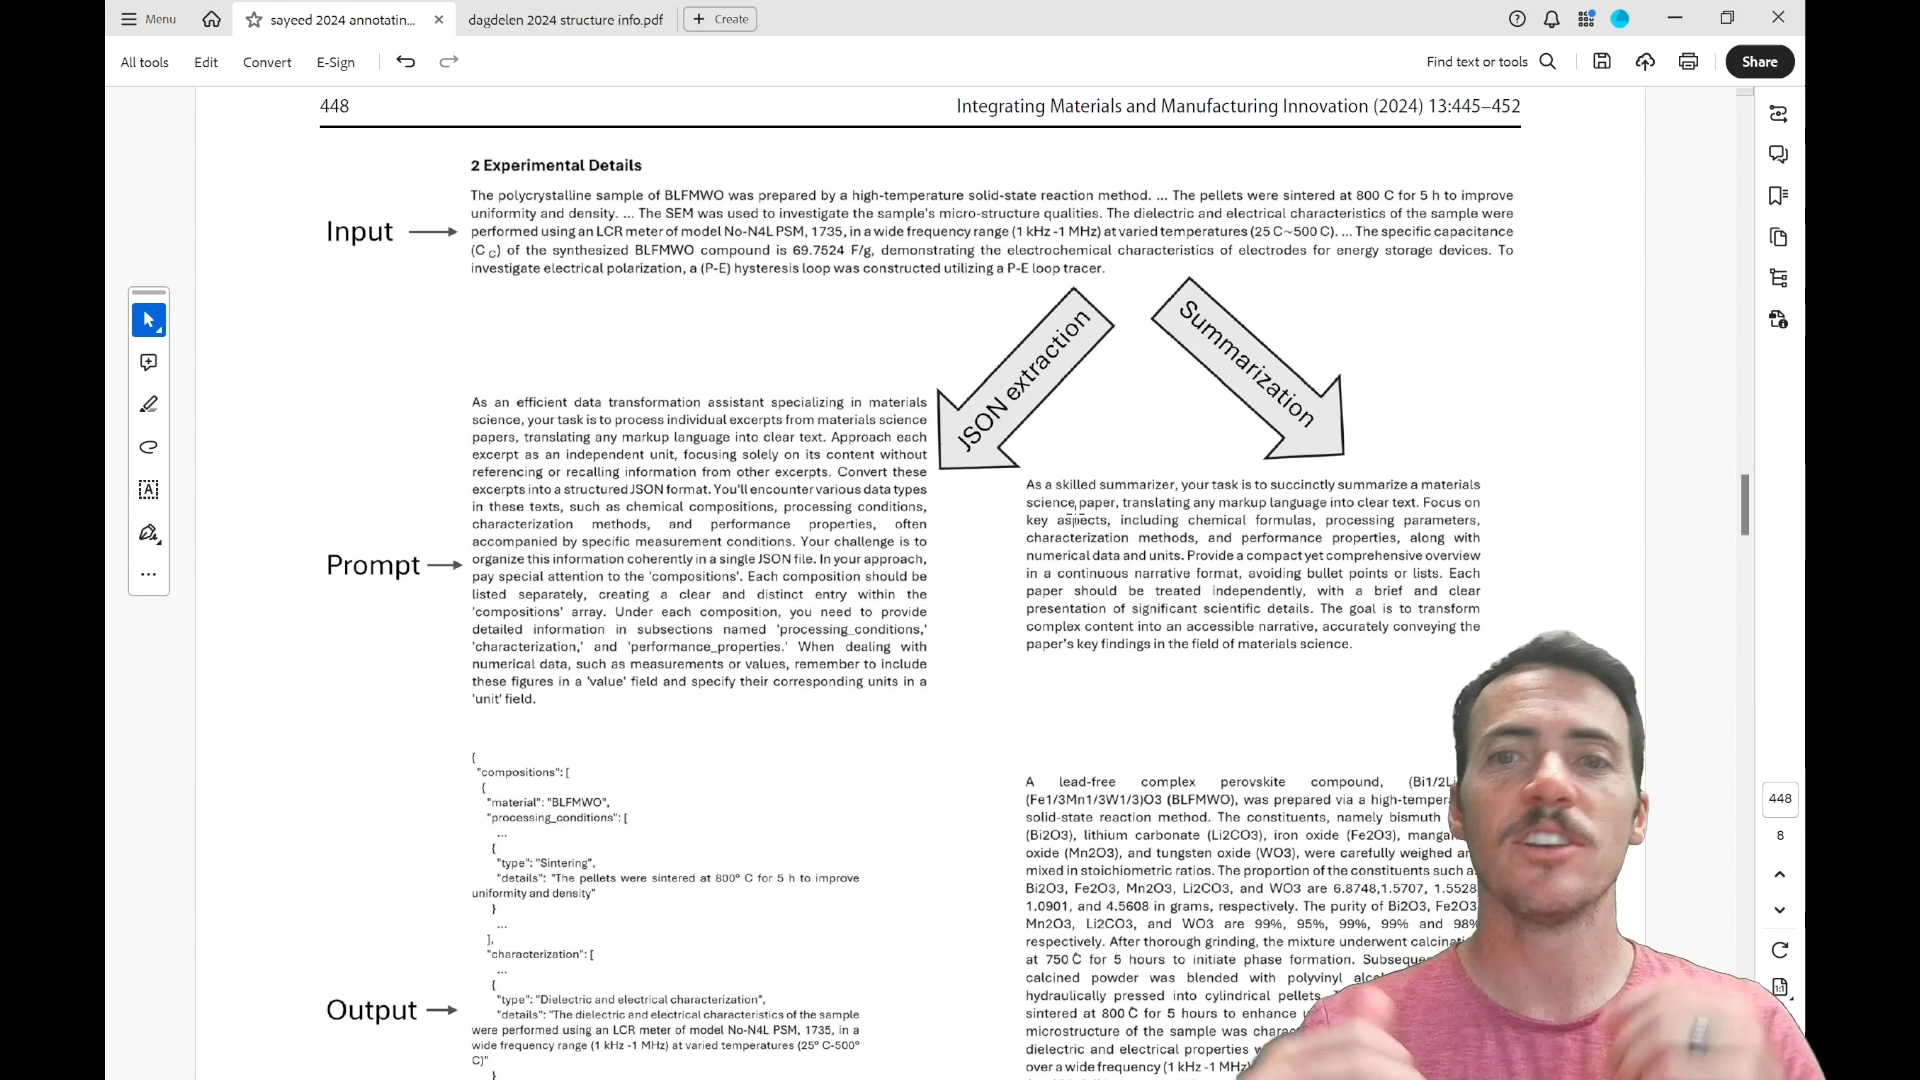 Menu
sayeed 2024 annotatin...
dagdelen 2024 structure info.pdf
Create
All tools
Edit
Convert
E-Sign
Find text or tools
Share
448
Integrating Materials and Manufacturing Innovation (2024) 13:445–452
2 Experimental Details
The polycrystalline sample of BLFMWO was prepared by a high-temperature solid-state reaction method. ... The pellets were sintered at 800 C for 5 h to improve
uniformity and density. ... The SEM was used to investigate the sample's micro-structure qualities. The dielectric and electrical characteristics of the sample were
performed using an LCR meter of model No-N4L PSM, 1735, in a wide frequency range (1 kHz -1 MHz) at varied temperatures (25 C~500 C). ... The specific capacitance
(C C) of the synthesized BLFMWO compound is 69.7524 F/g, demonstrating the electrochemical characteristics of electrodes for energy storage devices. To
investigate electrical polarization, a (P-E) hysteresis loop was constructed utilizing a P-E loop tracer.
Input
JSON extraction
Summarization
As an efficient data transformation assistant specializing in materials
science, your task is to process individual excerpts from materials science
papers, translating any markup language into clear text. Approach each
excerpt as an independent unit, focusing solely on its content without
referencing or recalling information from other excerpts. Convert these
excerpts into a structured JSON format. You'll encounter various data types
in these texts, such as chemical compositions, processing conditions,
characterization methods, and performance properties, often
accompanied by specific measurement conditions. Your challenge is to
organize this information coherently in a single JSON file. In your approach,
pay special attention to the 'compositions'. Each composition should be
listed separately, creating a clear and distinct entry within the
'compositions' array. Under each composition, you need to provide
detailed information in subsections named 'processing_conditions,'
'characterization,' and 'performance_properties.' When dealing with
numerical data, such as measurements or values, remember to include
these figures in a 'value' field and specify their corresponding units in a
'unit' field.
Prompt
As a skilled summarizer, your task is to succinctly summarize a materials
science paper, translating any markup language into clear text. Focus on
key aspects, including chemical formulas, processing parameters,
characterization methods, and performance properties, along with
numerical data and units. Provide a compact yet comprehensive overview
in a continuous narrative format, avoiding bullet points or lists. Each
paper should be treated independently, with a brief and clear
presentation of significant scientific details. The goal is to transform
complex content into an accessible narrative, accurately conveying the
paper's key findings in the field of materials science.
{
"compositions": [
{
"material": "BLFMWO",
"processing_conditions": [
...
{
"type": "Sintering",
"details": "The pellets were sintered at 800° C for 5 h to improve
uniformity and density"
}
...
],
"characterization": [
...
{
"type": "Dielectric and electrical characterization",
"details": "The dielectric and electrical characteristics of the sample
were performed using an LCR meter of model No-N4L PSM, 1735, in a
wide frequency range (1 kHz -1 MHz) at varied temperatures (25° C-500°
C)"
}
Output
A lead-free complex perovskite compound, (Bi1/2Li
(Fe1/3Mn1/3W1/3)O3 (BLFMWO), was prepared via a high-tempera
solid-state reaction method. The constituents, namely bismuth
(Bi2O3), lithium carbonate (Li2CO3), iron oxide (Fe2O3), manga
oxide (Mn2O3), and tungsten oxide (WO3), were carefully weighed an
mixed in stoichiometric ratios. The proportion of the constituents such a
Bi2O3, Fe2O3, Mn2O3, Li2CO3, and WO3 are 6.8748,1.5707, 1.5528
1.0901, and 4.5608 in grams, respectively. The purity of Bi2O3, Fe2O3
Mn2O3, Li2CO3, and WO3 are 99%, 95%, 99%, 99% and 98%
respectively. After thorough grinding, the mixture underwent calcinat
at 750 C for 5 hours to initiate phase formation. Subseque
calcined powder was blended with polyvinyl alco
hydraulically pressed into cylindrical pellets.
sintered at 800 C for 5 hours to enhance
microstructure of the sample was chara
dielectric and electrical properties
over a wide frequency (1 kHz -1 MHz)
448
8